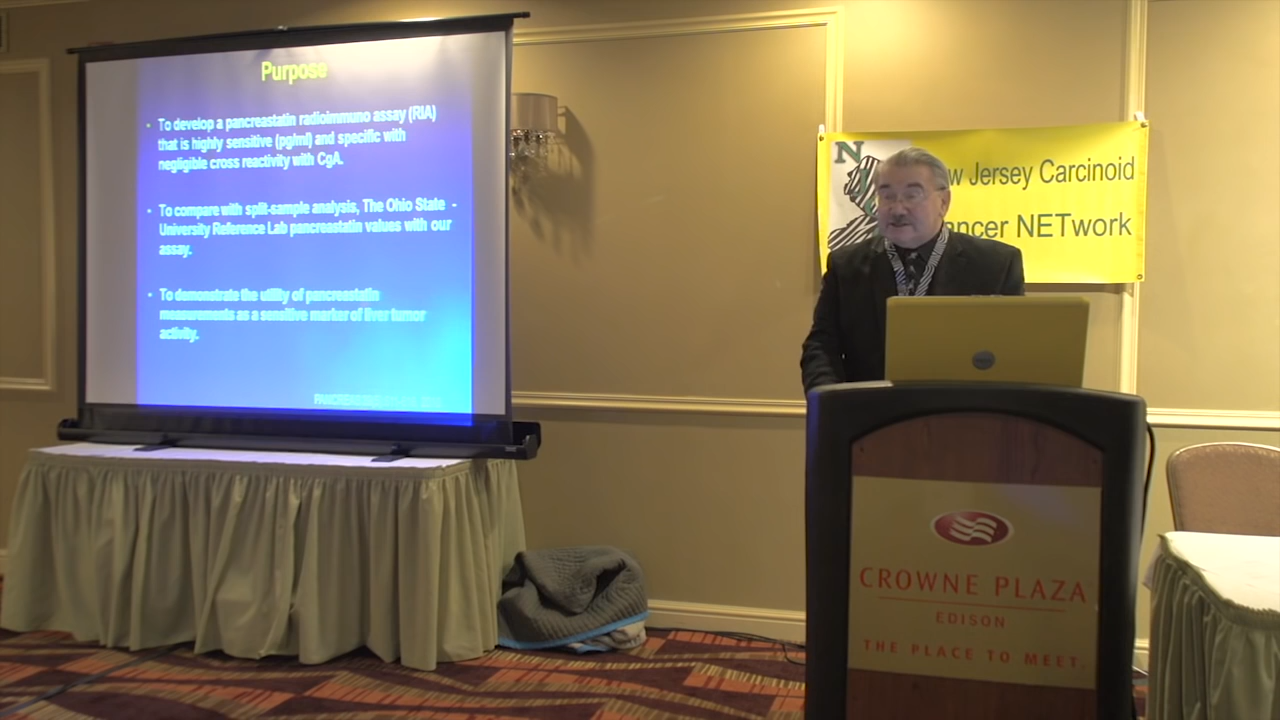 Purpose
• To develop a pancreastatin radioimmuno assay (RIA)
that is highly sensitive (pg/ml) and specific with
negligible cross reactivity with CgA.
• To compare with split-sample analysis, The Ohio State -
University Reference Lab pancreastatin values with our
assay.
• To demonstrate the utility of pancreastatin
measurements as a sensitive marker of liver tumor
activity.
N
w Jersey Carcinoid
ancer NETwork
CROWNE PLAZA
EDISON
THE PLACE TO MEET.